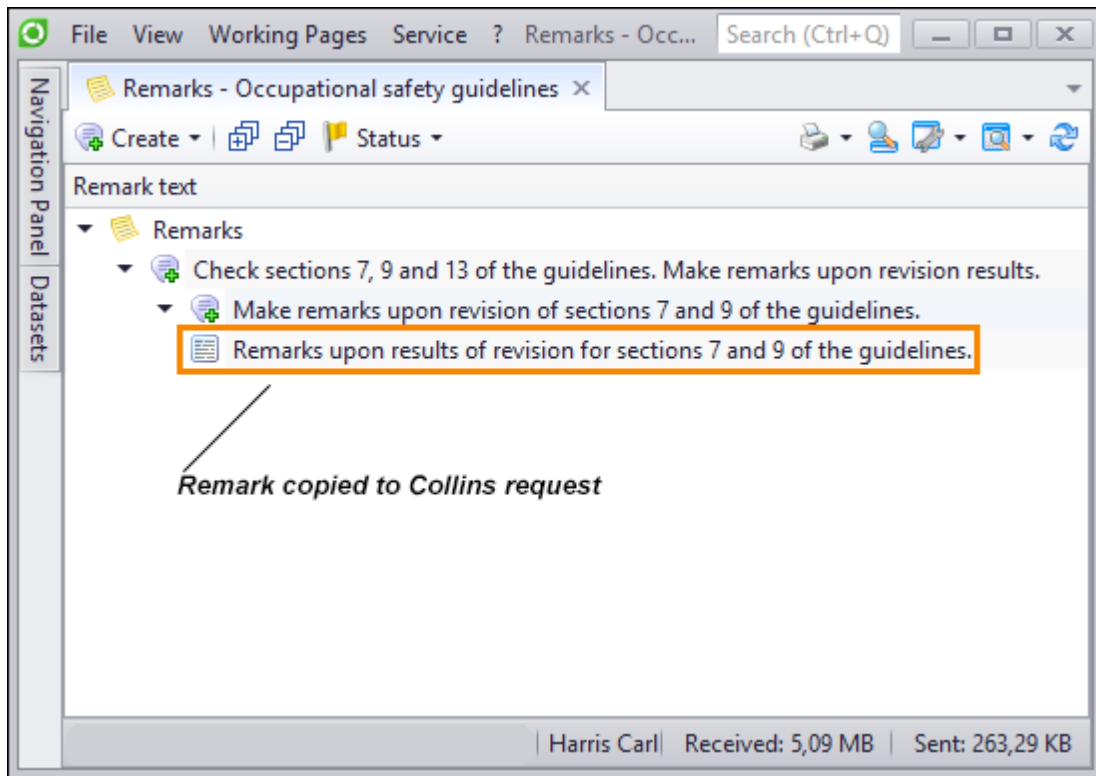 File View Working Pages Service ? Remarks - Occ... Search (Ctrl+Q)
Remarks - Occupational safety guidelines
Create Status
Remark text
Remarks
Check sections 7, 9 and 13 of the guidelines. Make remarks upon revision results.
Make remarks upon revision of sections 7 and 9 of the guidelines.
Remarks upon results of revision for sections 7 and 9 of the guidelines.
Remark copied to Collins request
Navigation Panel
Datasets
Harris Carl Received: 5,09 MB Sent: 263,29 KB